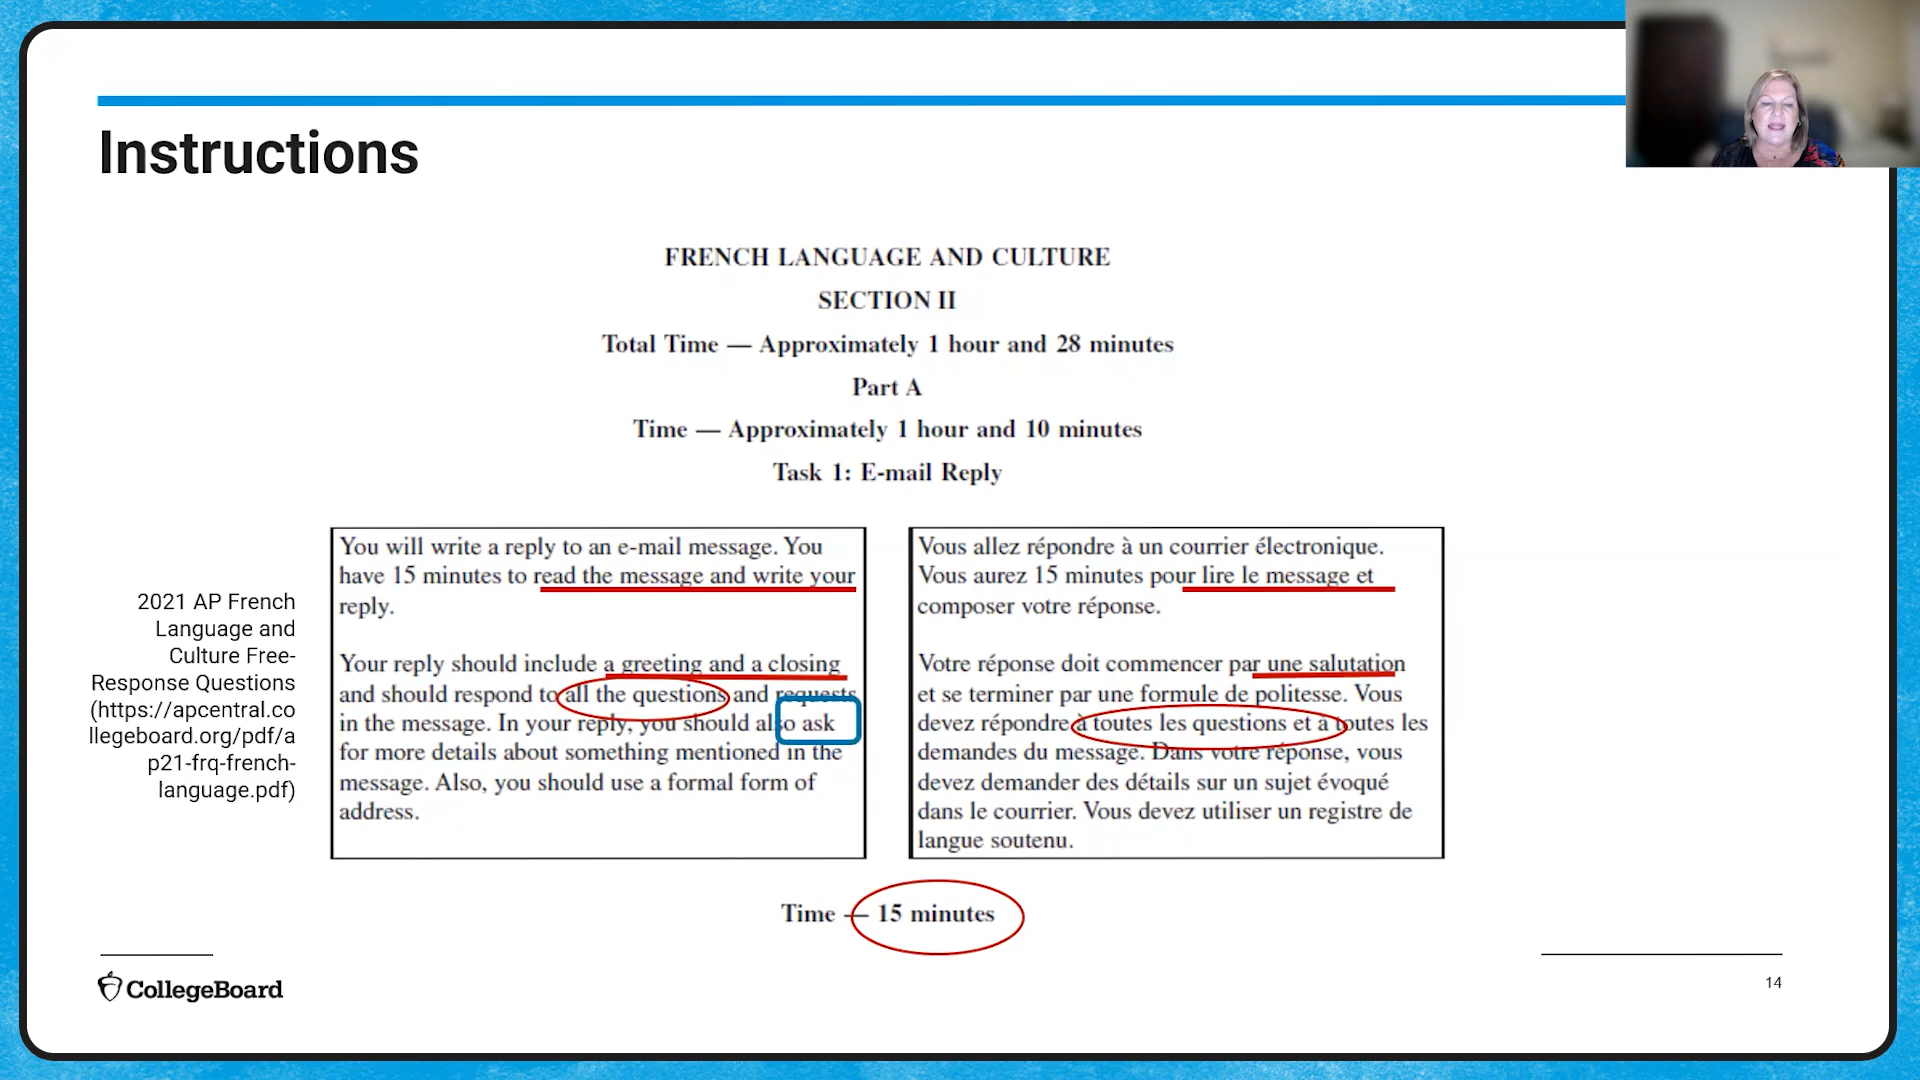 Instructions
FRENCH LANGUAGE AND CULTURE
SECTION II
Total Time — Approximately 1 hour and 28 minutes
Part A
Time — Approximately 1 hour and 10 minutes
Task 1: E-mail Reply
2021 AP French
Language and
Culture Free-
Response Questions
(https://apcentral.co
llegeboard.org/pdf/a
p21-frq-french-
language.pdf)
You will write a reply to an e-mail message. You
have 15 minutes to read the message and write your
reply.
Your reply should include a greeting and a closing
and should respond to all the questions and requests
in the message. In your reply, you should also ask
for more details about something mentioned in the
message. Also, you should use a formal form of
address.
Vous allez répondre à un courrier électronique.
Vous aurez 15 minutes pour lire le message et
composer votre réponse.
Votre réponse doit commencer par une salutation
et se terminer par une formule de politesse. Vous
devez répondre à toutes les questions et à toutes les
demandes du message. Dans votre réponse, vous
devez demander des détails sur un sujet évoqué
dans le courrier. Vous devez utiliser un registre de
langue soutenu.
Time — 15 minutes
CollegeBoard
14